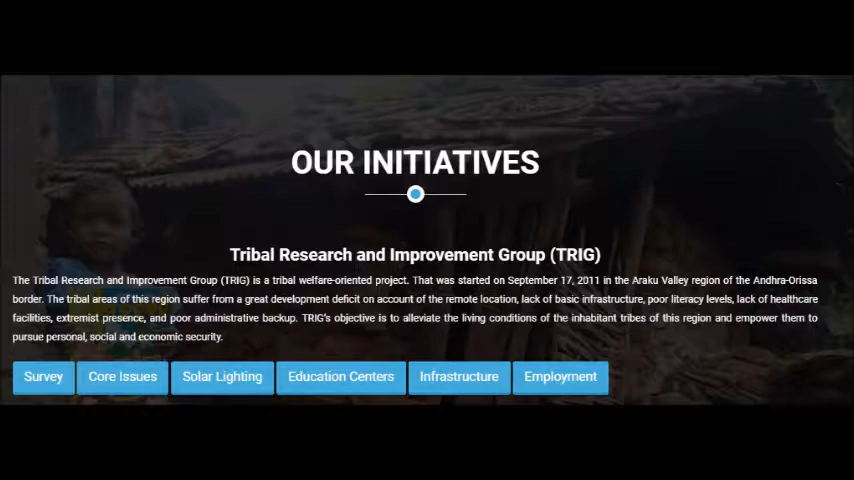 OUR INITIATIVES
Tribal Research and Improvement Group (TRIG)
The Tribal Research and Improvement Group (TRIG) is a tribal welfare-oriented project. That was started on September 17, 2011 in the Araku Valley region of the Andhra-Orissa
border. The tribal areas of this region suffer from a great development deficit on account of the remote location, lack of basic infrastructure, poor literacy levels, lack of healthcare
facilities, extremist presence, and poor administrative backup. TRIG's objective is to alleviate the living conditions of the inhabitant tribes of this region and empower them to
pursue personal, social and economic security.
Survey Core Issues Solar Lighting Education Centers Infrastructure Employment